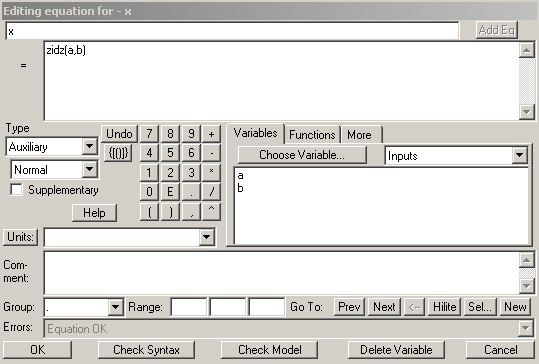 Editing equation for - x
x Add Eq
= zidz(a,b)
Type Undo 7 8 9 + Variables Functions More
Auxiliary {[()]} 4 5 6 - Choose Variable... Inputs
Normal 1 2 3 * a
Supplementary 0 E . / b
Help ( ) , ^
Units:
Com-
ment:
Group: . Range: Go To: Prev Next <-- Hilite Sel... New
Errors: Equation OK
OK Check Syntax Check Model Delete Variable Cancel